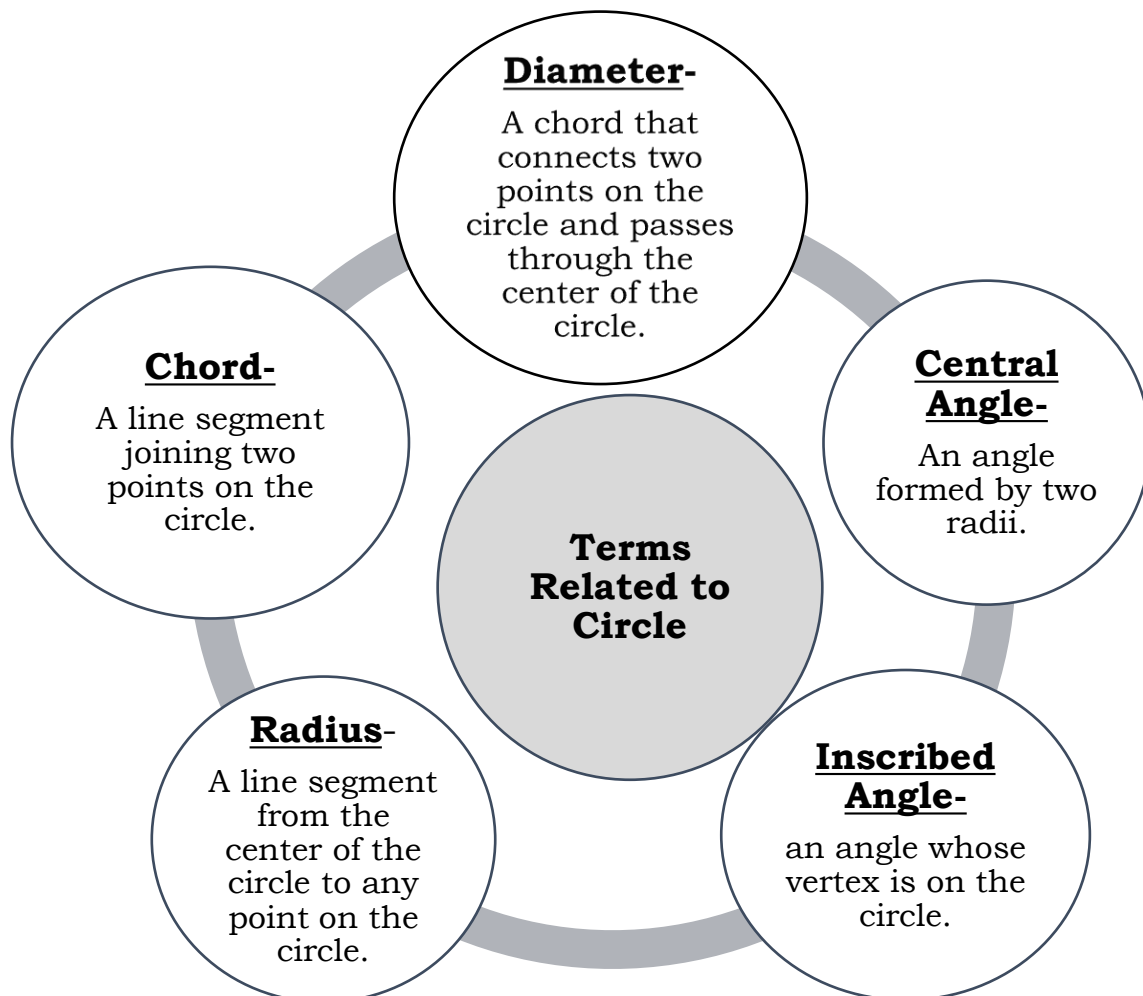 Diameter-
A chord that
connects two
points on the
circle and passes
through the
center of the
circle.
Central
Angle-
An angle
formed by two
radii.
Inscribed
Angle-
an angle whose
vertex is on the
circle.
Radius-
A line segment
from the
center of the
circle to any
point on the
circle.
Chord-
A line segment
joining two
points on the
circle.
Terms
Related to
Circle